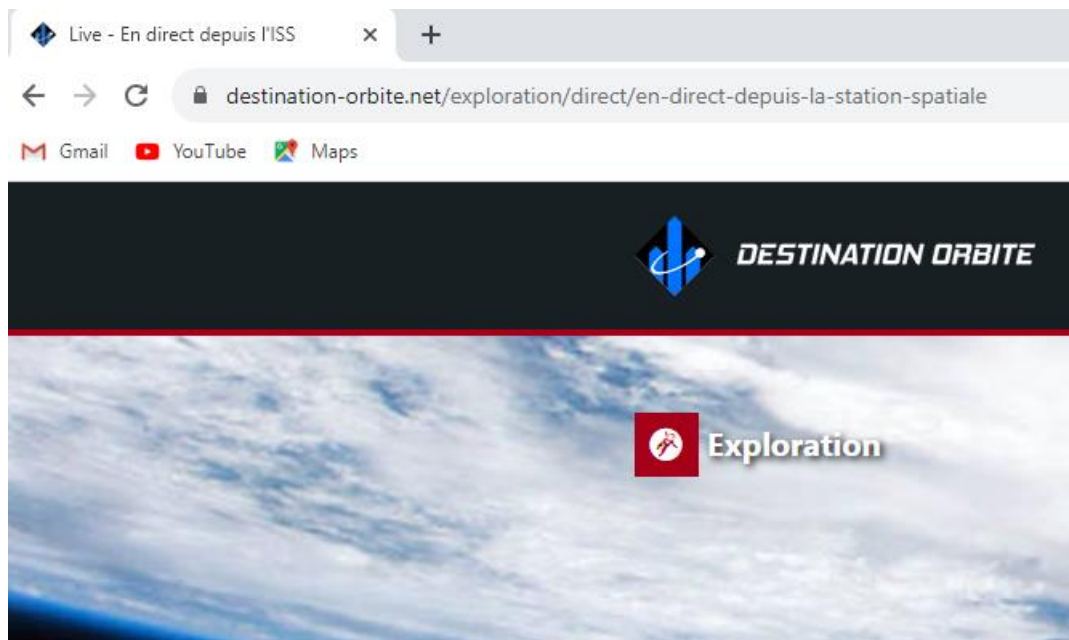 Live - En direct depuis l'ISS
destination-orbite.net/exploration/direct/en-direct-depuis-la-station-spatiale
Gmail YouTube Maps
DESTINATION ORBITE
Exploration